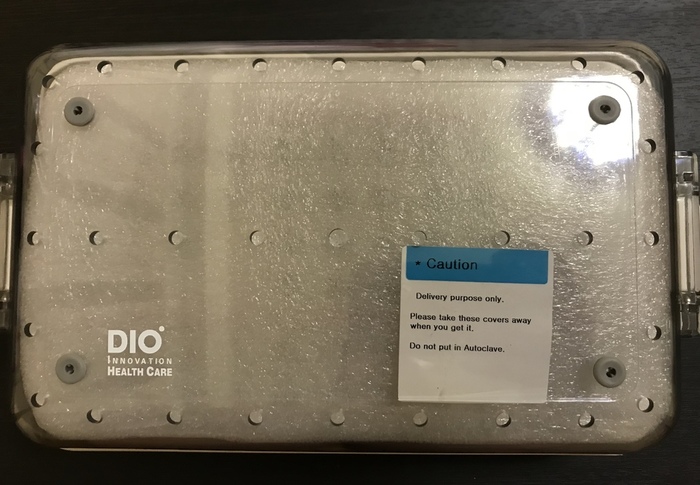 * Caution
Delivery purpose only.
Please take these covers away
when you get it.
Do not put in Autoclave.
DIO
INNOVATION
HEALTH CARE